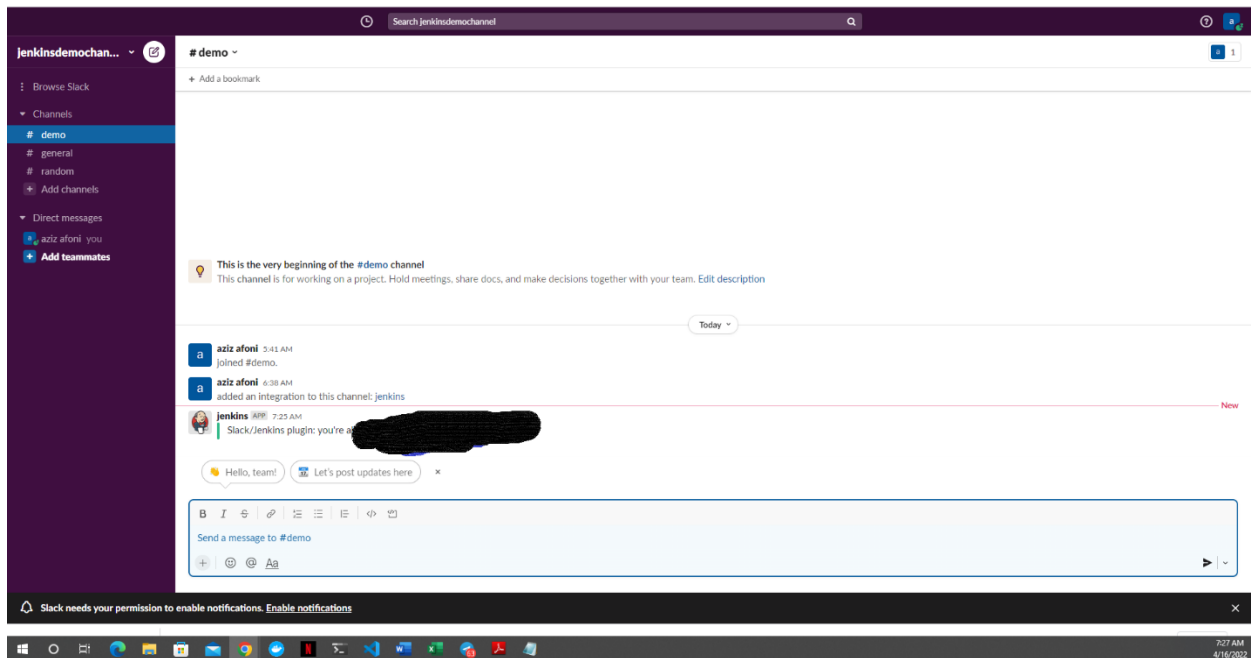 Search jenkinsdemochannel
jenkinsdemochan...
# demo
1
+ Add a bookmark
Browse Slack
Channels
# demo
# general
# random
+ Add channels
Direct messages
aziz afoni you
+ Add teammates
This is the very beginning of the #demo channel
This channel is for working on a project. Hold meetings, share docs, and make decisions together with your team. Edit description
Today
a
aziz afoni 5:41 AM
joined #demo.
a
aziz afoni 6:38 AM
added an integration to this channel: jenkins
New
jenkins APP 7:25 AM
Slack/Jenkins plugin: you're
Hello, team!
Let's post updates here
B I S
Send a message to #demo
+ @ Aa
Slack needs your permission to enable notifications. Enable notifications
7:27 AM
4/16/2022